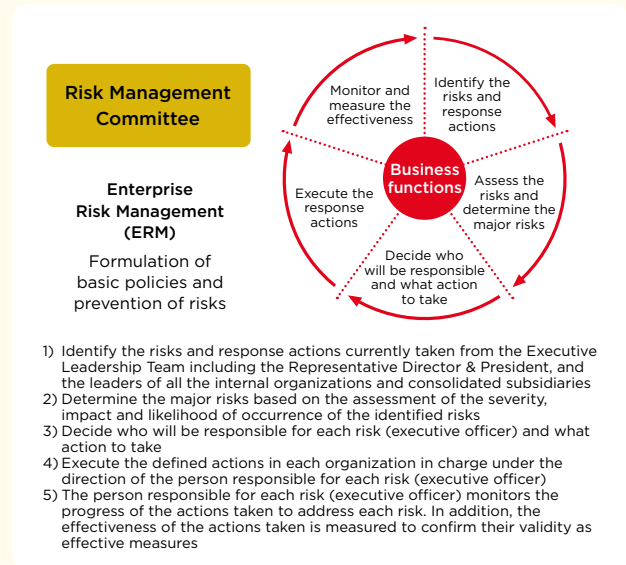 Risk Management
Committee
Enterprise
Risk Management
(ERM)
Formulation of
basic policies and
prevention of risks
Monitor and
measure the
effectiveness
Identify the
risks and
response
actions
Business
functions
Execute the
response
actions
Assess the
risks and
determine the
major risks
Decide who
will be responsible
and what action
to take
1) Identify the risks and response actions currently taken from the Executive
Leadership Team including the Representative Director & President, and
the leaders of all the internal organizations and consolidated subsidiaries
2) Determine the major risks based on the assessment of the severity,
impact and likelihood of occurrence of the identified risks
3) Decide who will be responsible for each risk (executive officer) and what
action to take
4) Execute the defined actions in each organization in charge under the
direction of the person responsible for each risk (executive officer)
5) The person responsible for each risk (executive officer) monitors the
progress of the actions taken to address each risk. In addition, the
effectiveness of the actions taken is measured to confirm their validity as
effective measures